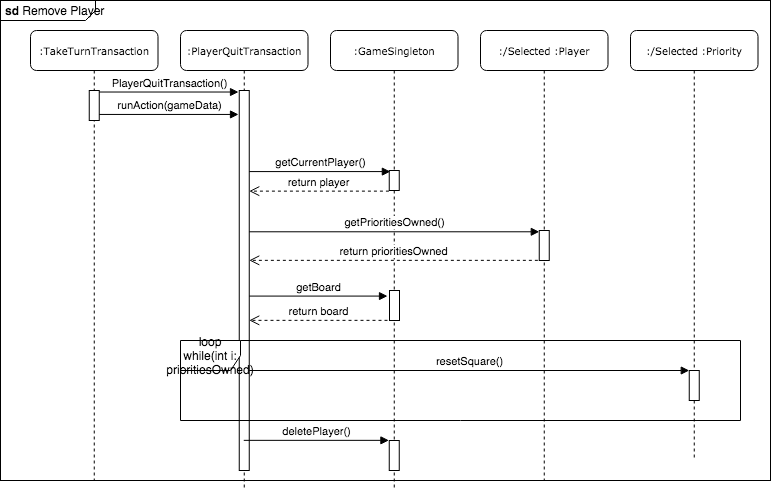 sd Remove Player
:TakeTurnTransaction
:PlayerQuitTransaction
:GameSingleton
:/Selected :Player
:/Selected :Priority
PlayerQuitTransaction()
runAction(gameData)
getCurrentPlayer()
return player
getPrioritiesOwned()
return prioritiesOwned
getBoard
return board
loop
while(int i:
prioritiesOwned)
resetSquare()
deletePlayer()